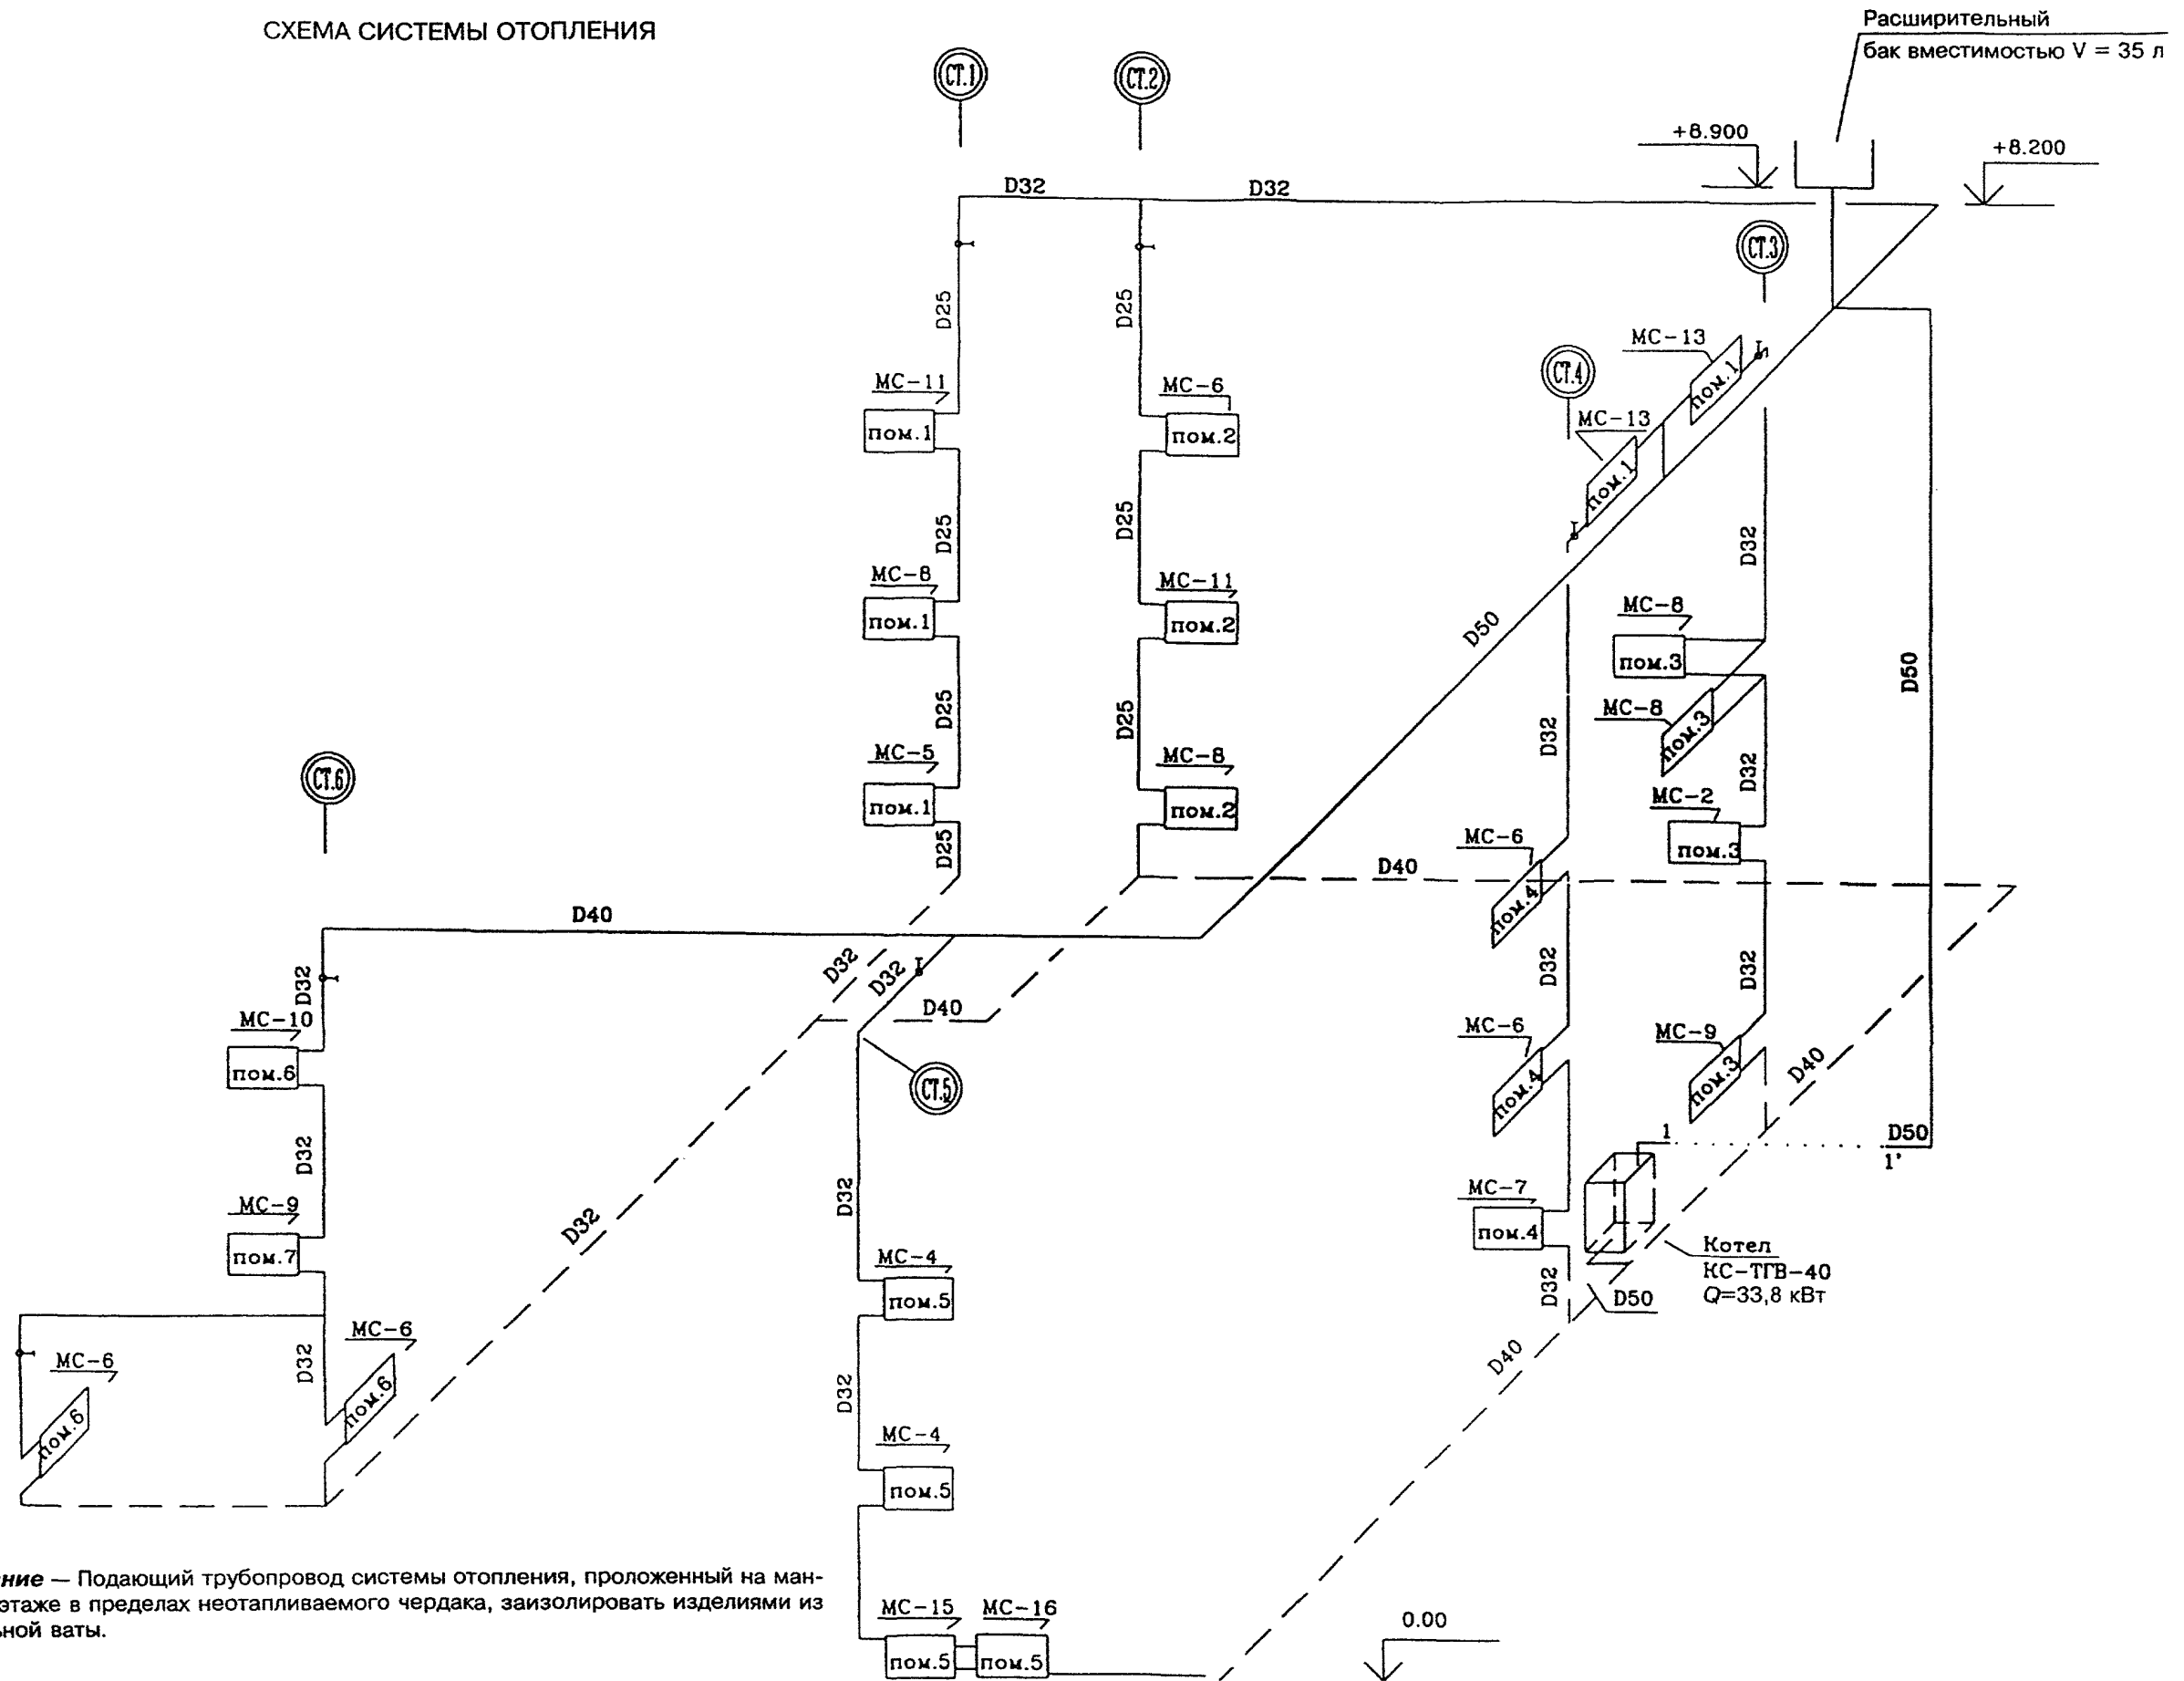 СХЕМА СИСТЕМЫ ОТОПЛЕНИЯ
Расширительный
бак вместимостью V = 35 л
СТ.1
СТ.2
+8.900
+8.200
D32
D32
СТ.3
D25
D25
МС-13
пом.1
СТ.4
МС-11
пом.1
МС-6
пом.2
МС-13
пом.1
D25
D25
D32
МС-8
пом.1
МС-11
пом.2
D50
МС-8
пом.3
D50
D25
D25
МС-8
пом.3
D32
D32
СТ.6
МС-5
пом.1
МС-8
пом.2
МС-2
пом.3
D25
МС-6
пом.4
D40
D40
D32
D32
D32
D32
D32
D40
МС-10
пом.6
МС-6
пом.4
МС-9
пом.3
D40
СТ.5
1
D50
1'
D32
D32
МС-9
пом.7
D32
МС-7
пом.4
Котел
КС-ТГВ-40
Q=33,8 кВт
МС-4
пом.5
D32
D50
МС-6
пом.6
D32
МС-6
пом.6
D32
D40
МС-4
пом.5
ние — Подающий трубопровод системы отопления, проложенный на ман-
этаже в пределах неотапливаемого чердака, заизолировать изделиями из
ной ваты.
МС-15
пом.5
МС-16
пом.5
0.00